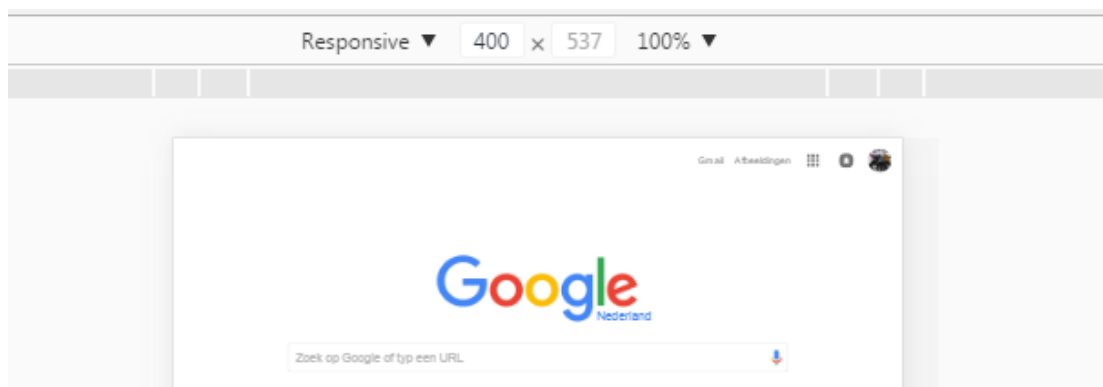 Responsive ▼ 400 × 537 100% ▼
Gmail Afbeeldingen
Google
Nederland
Zoek op Google of typ een URL